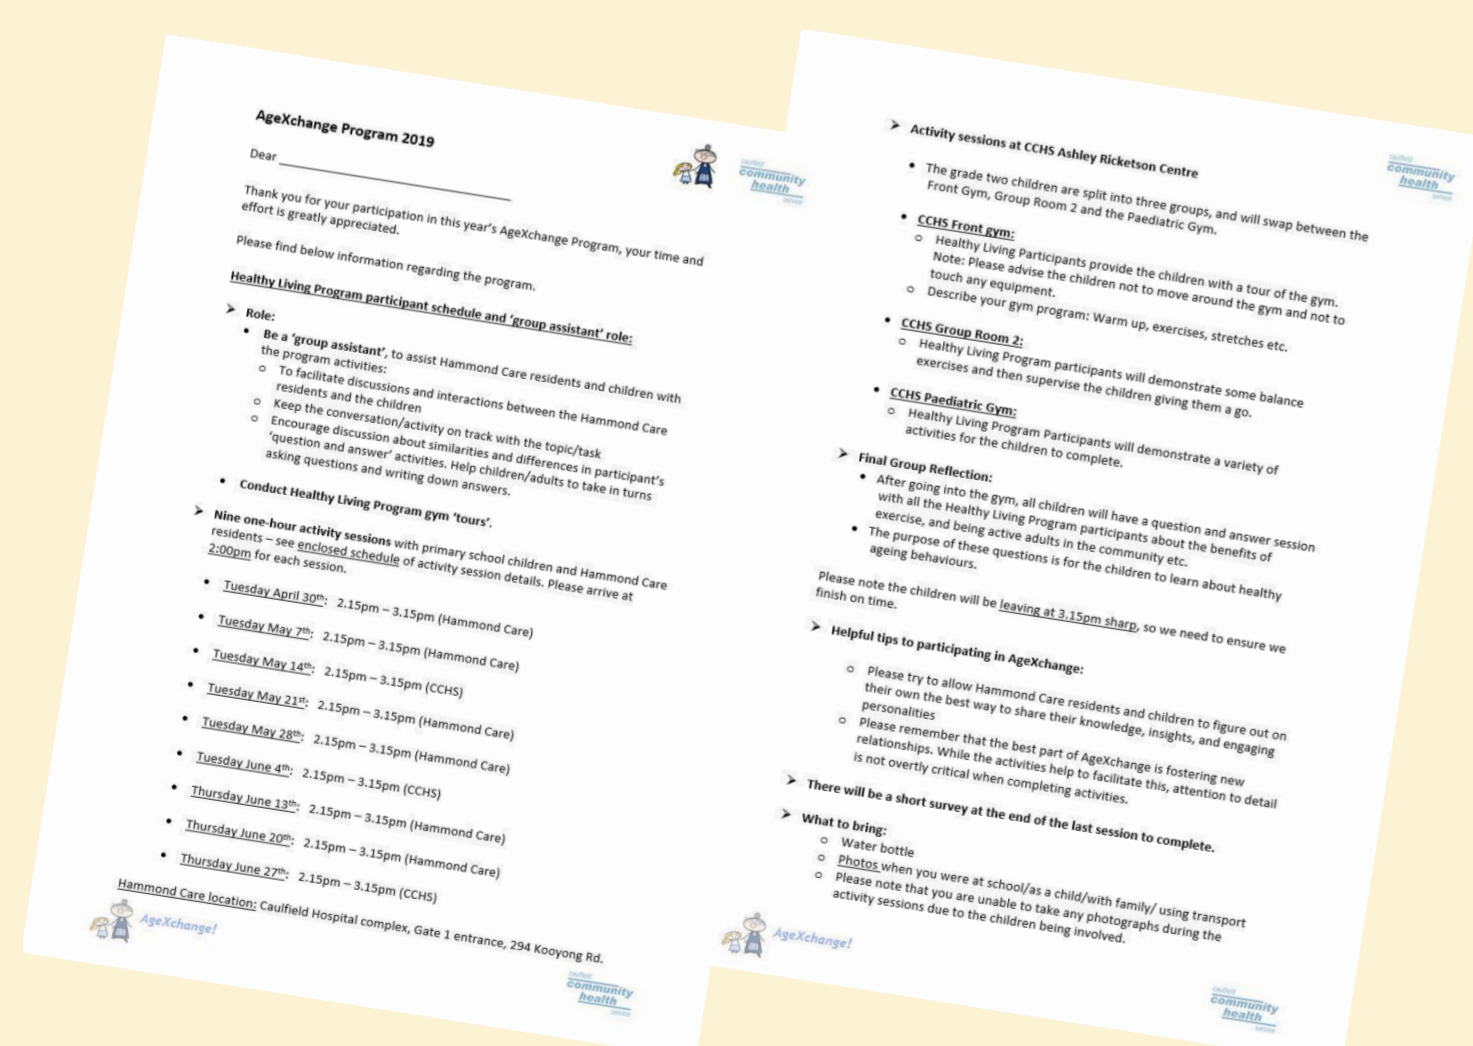 AgeXchange Program 2019
caulfield
community
health
service
Dear
Thank you for your participation in this year's AgeXchange Program, your time and
effort is greatly appreciated.
Please find below information regarding the program.
Healthy Living Program participant schedule and 'group assistant' role:
➤ Role:
• Be a 'group assistant', to assist Hammond Care residents and children with
the program activities:
o To facilitate discussions and interactions between the Hammond Care
residents and the children
o Keep the conversation/activity on track with the topic/task
o Encourage discussion about similarities and differences in participant's
'question and answer' activities. Help children/adults to take in turns
asking questions and writing down answers.
• Conduct Healthy Living Program gym 'tours'.
➤ Nine one-hour activity sessions with primary school children and Hammond Care
residents – see enclosed schedule of activity session details. Please arrive at
2:00pm for each session.
• Tuesday April 30th: 2.15pm – 3.15pm (Hammond Care)
• Tuesday May 7th: 2.15pm – 3.15pm (Hammond Care)
• Tuesday May 14th: 2.15pm – 3.15pm (CCHS)
• Tuesday May 21st: 2.15pm – 3.15pm (Hammond Care)
• Tuesday May 28th: 2.15pm – 3.15pm (Hammond Care)
• Tuesday June 4th: 2.15pm – 3.15pm (CCHS)
• Thursday June 13th: 2.15pm – 3.15pm (Hammond Care)
• Thursday June 20th: 2.15pm – 3.15pm (Hammond Care)
• Thursday June 27th: 2.15pm – 3.15pm (CCHS)
Hammond Care location: Caulfield Hospital complex, Gate 1 entrance, 294 Kooyong Rd.
AgeXchange!
caulfield
community
health
service
➤ Activity sessions at CCHS Ashley Ricketson Centre
caulfield
community
health
service
• The grade two children are split into three groups, and will swap between the
Front Gym, Group Room 2 and the Paediatric Gym.
• CCHS Front gym:
o Healthy Living Participants provide the children with a tour of the gym.
Note: Please advise the children not to move around the gym and not to
touch any equipment.
o Describe your gym program: Warm up, exercises, stretches etc.
• CCHS Group Room 2:
o Healthy Living Program participants will demonstrate some balance
exercises and then supervise the children giving them a go.
• CCHS Paediatric Gym:
o Healthy Living Program Participants will demonstrate a variety of
activities for the children to complete.
➤ Final Group Reflection:
• After going into the gym, all children will have a question and answer session
with all the Healthy Living Program participants about the benefits of
exercise, and being active adults in the community etc.
• The purpose of these questions is for the children to learn about healthy
ageing behaviours.
Please note the children will be leaving at 3.15pm sharp, so we need to ensure we
finish on time.
➤ Helpful tips to participating in AgeXchange:
o Please try to allow Hammond Care residents and children to figure out on
their own the best way to share their knowledge, insights, and engaging
personalities
o Please remember that the best part of AgeXchange is fostering new
relationships. While the activities help to facilitate this, attention to detail
is not overtly critical when completing activities.
➤ There will be a short survey at the end of the last session to complete.
➤ What to bring:
o Water bottle
o Photos when you were at school/as a child/with family/ using transport
o Please note that you are unable to take any photographs during the
activity sessions due to the children being involved.
AgeXchange!
caulfield
community
health
service